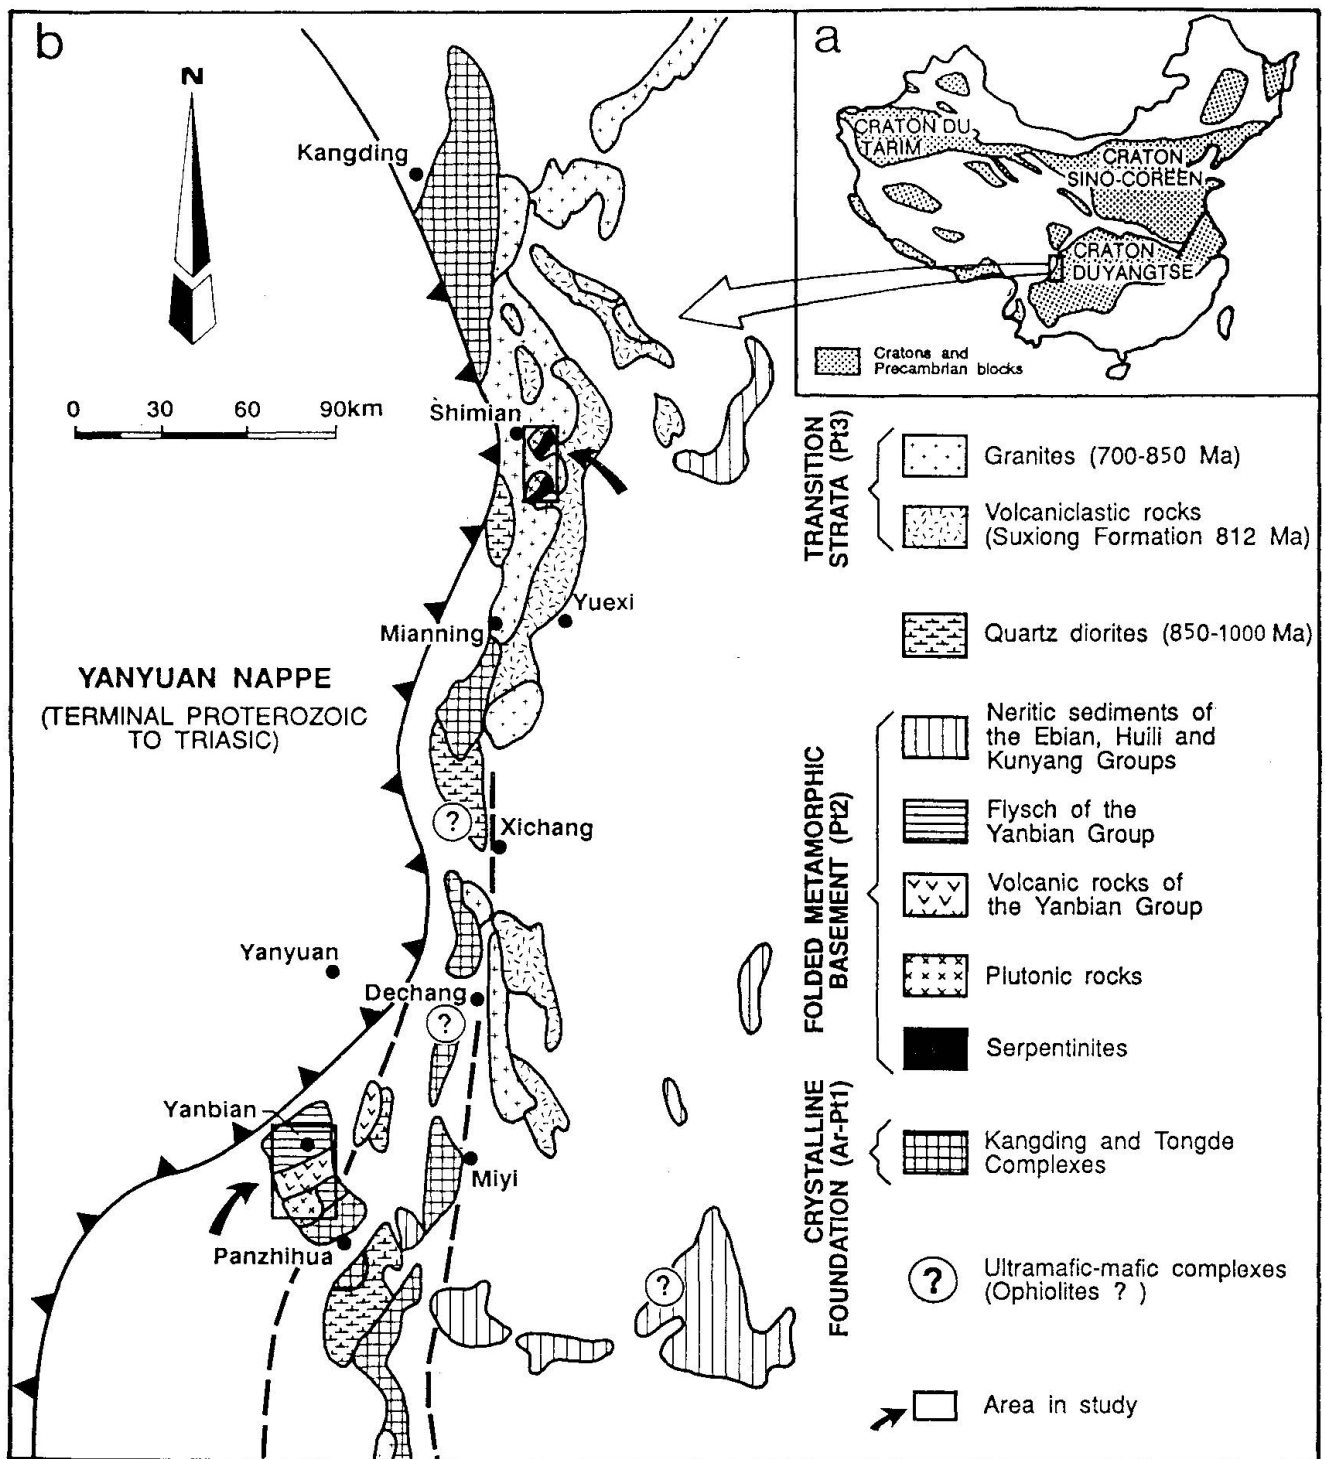 b
N
Kangding
0 30 60 90km
Shimian
Yuexi
Mianning
YANYUAN NAPPE
(TERMINAL PROTEROZOIC
TO TRIASIC)
?
Xichang
Yanyuan
Dechang
?
Yanbian
Miyi
Panzhihua
?
a
CRATON DU
TARIM
CRATON
SINO-COREEN
CRATON
DUYANGTSE
Cratons and
Precambrian blocks
TRANSITION
STRATA (Pt3)
Granites (700-850 Ma)
Volcaniclastic rocks
(Suxiong Formation 812 Ma)
Quartz diorites (850-1000 Ma)
FOLDED METAMORPHIC
BASEMENT (Pt2)
Neritic sediments of
the Ebian, Huili and
Kunyang Groups
Flysch of the
Yanbian Group
Volcanic rocks of
the Yanbian Group
Plutonic rocks
Serpentinites
CRYSTALLINE
FOUNDATION (Ar-Pt1)
Kangding and Tongde
Complexes
?
Ultramafic-mafic complexes
(Ophiolites ? )
Area in study